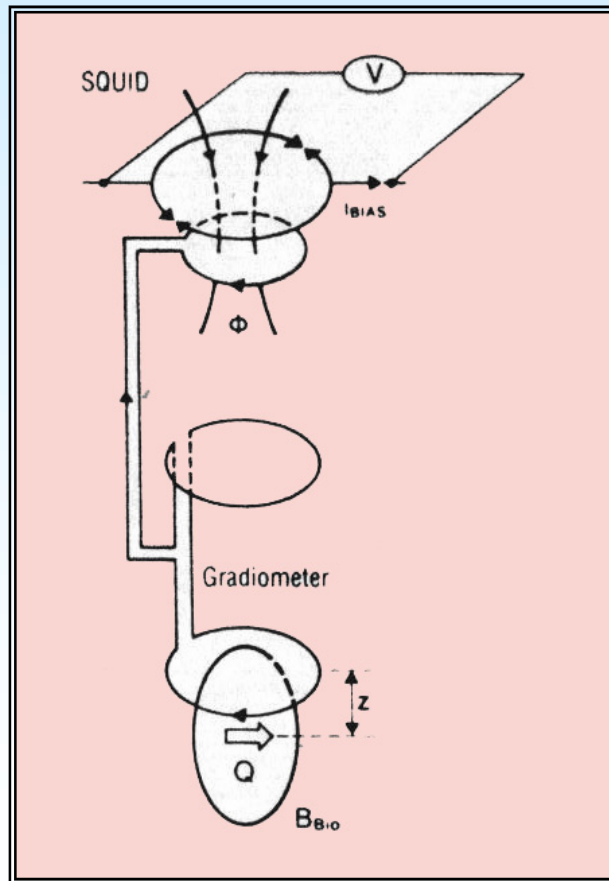 V
SQUID
IBIAS
Φ
Gradiometer
z
Q
BBio